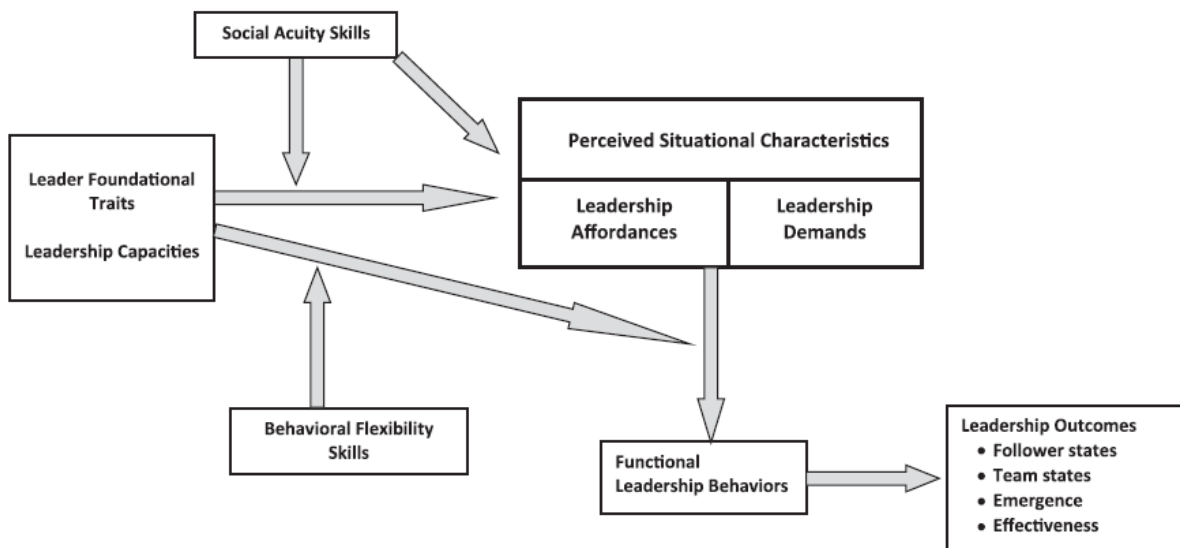 Social Acuity Skills
Perceived Situational Characteristics
Leader Foundational
Traits
Leadership Capacities
Leadership
Affordances
Leadership
Demands
Behavioral Flexibility
Skills
Functional
Leadership Behaviors
Leadership Outcomes
• Follower states
• Team states
• Emergence
• Effectiveness